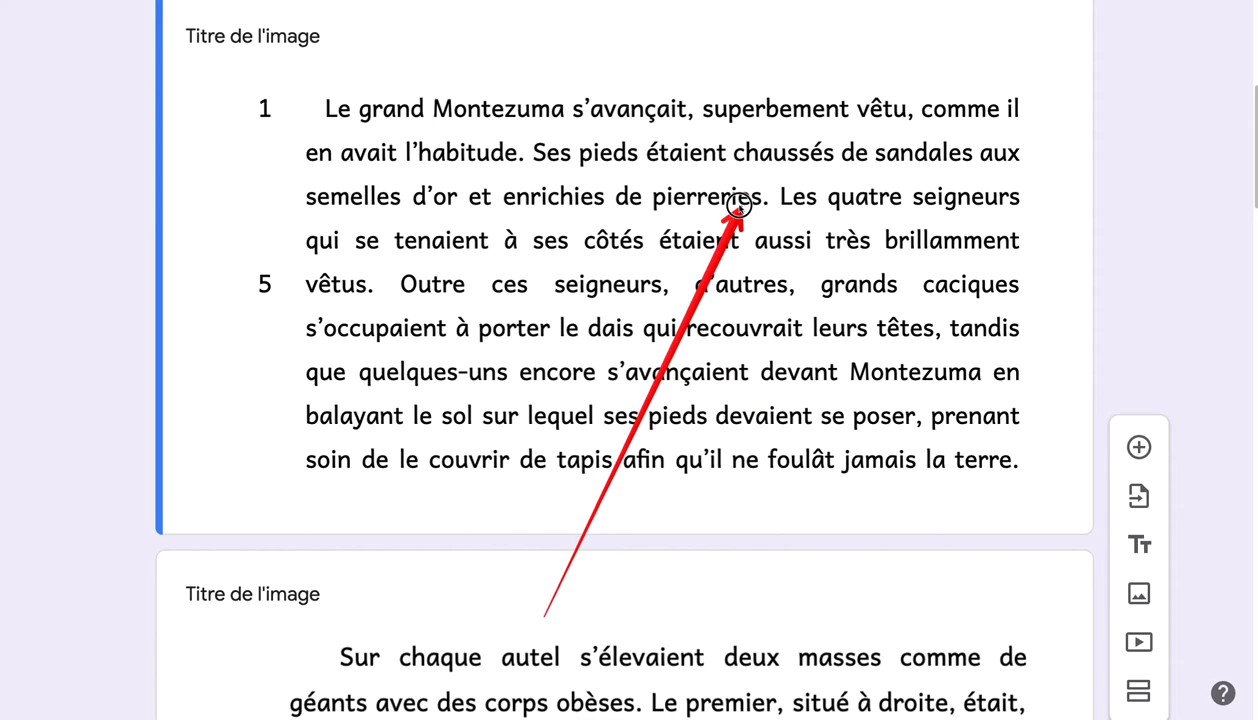 Titre de l'image
1 Le grand Montezuma s’avançait, superbement vêtu, comme il
en avait l’habitude. Ses pieds étaient chaussés de sandales aux
semelles d’or et enrichies de pierreries. Les quatre seigneurs
qui se tenaient à ses côtés étaient aussi très brillamment
5 vêtus. Outre ces seigneurs, d’autres, grands caciques
s’occupaient à porter le dais qui recouvrait leurs têtes, tandis
que quelques-uns encore s’avançaient devant Montezuma en
balayant le sol sur lequel ses pieds devaient se poser, prenant
soin de le couvrir de tapis afin qu’il ne foulât jamais la terre.
Titre de l'image
Sur chaque autel s’élevaient deux masses comme de
géants avec des corps obèses. Le premier, situé à droite, était,